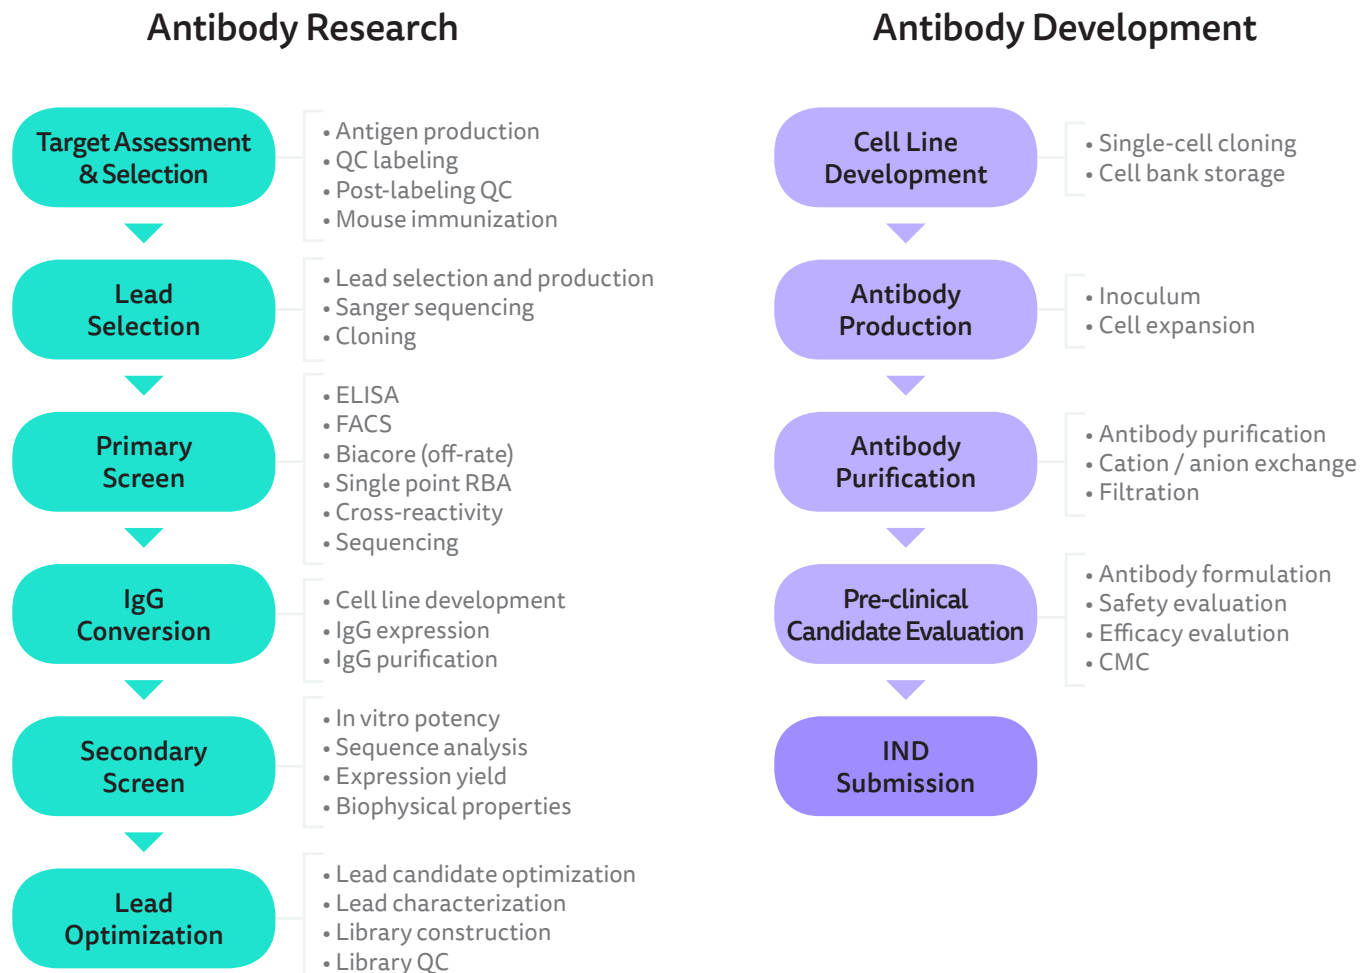 Antibody Research
Target Assessment
& Selection
• Antigen production
• QC labeling
• Post-labeling QC
• Mouse immunization
Lead
Selection
• Lead selection and production
• Sanger sequencing
• Cloning
Primary
Screen
• ELISA
• FACS
• Biacore (off-rate)
• Single point RBA
• Cross-reactivity
• Sequencing
IgG
Conversion
• Cell line development
• IgG expression
• IgG purification
Secondary
Screen
• In vitro potency
• Sequence analysis
• Expression yield
• Biophysical properties
Lead
Optimization
• Lead candidate optimization
• Lead characterization
• Library construction
• Library QC
Antibody Development
Cell Line
Development
• Single-cell cloning
• Cell bank storage
Antibody
Production
• Inoculum
• Cell expansion
Antibody
Purification
• Antibody purification
• Cation / anion exchange
• Filtration
Pre-clinical
Candidate Evaluation
• Antibody formulation
• Safety evaluation
• Efficacy evalution
• CMC
IND
Submission